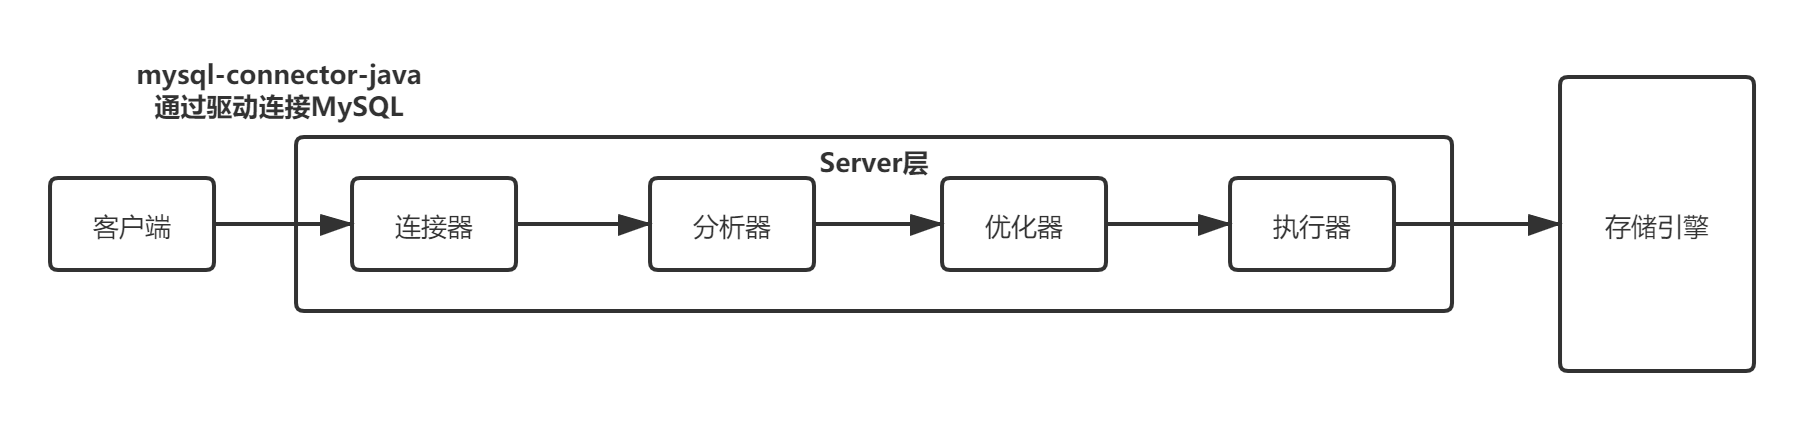 mysql-connector-java
通过驱动连接MySQL
Server层
客户端
连接器
分析器
优化器
执行器
存储引擎